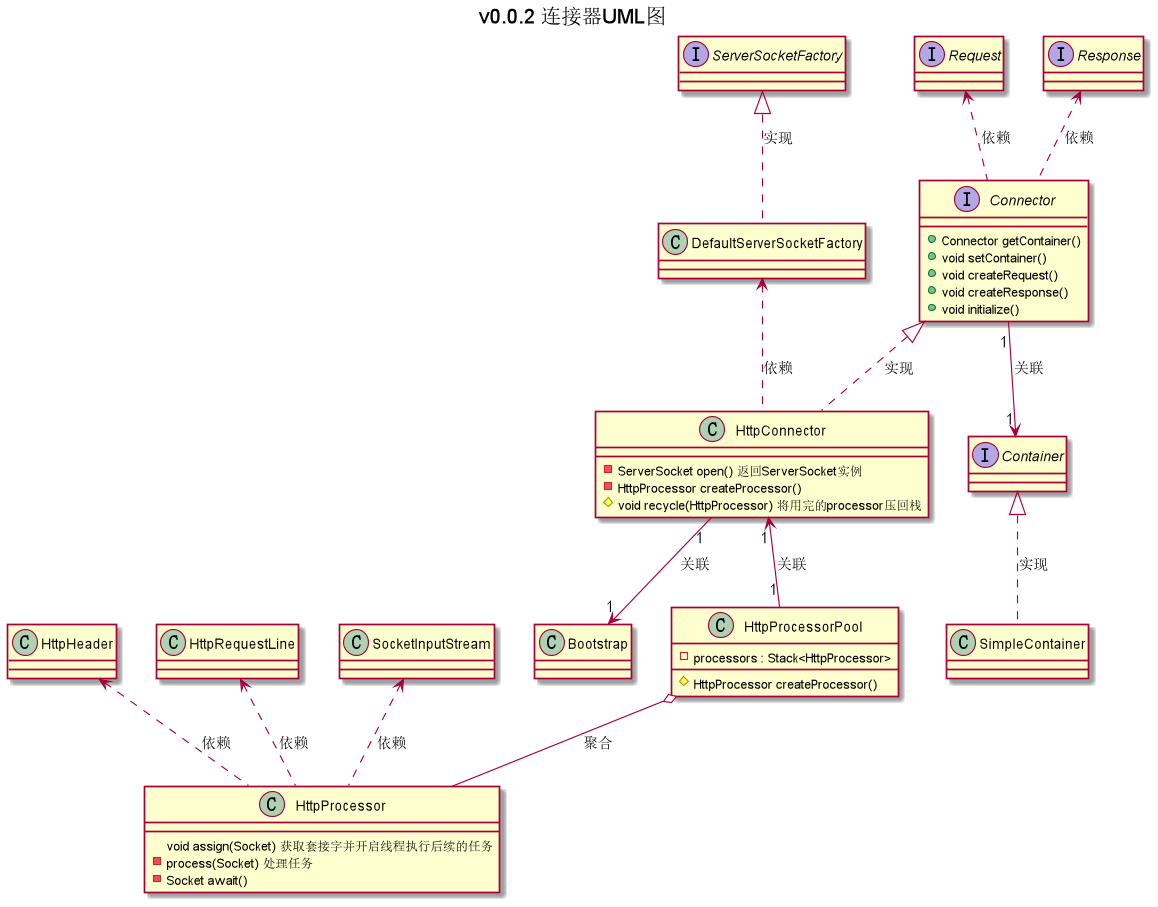 v0.0.2 连接器UML图
I ServerSocketFactory
I Request
I Response
实现
依赖
依赖
I Connector
Connector getContainer()
void setContainer()
void createRequest()
void createResponse()
void initialize()
C DefaultServerSocketFactory
依赖
实现
1
关联
1
C HttpConnector
ServerSocket open() 返回ServerSocket实例
HttpProcessor createProcessor()
void recycle(HttpProcessor) 将用完的processor压回栈
I Container
1
关联
1
1
关联
1
实现
C HttpHeader
C HttpRequestLine
C SocketInputStream
C Bootstrap
C HttpProcessorPool
processors : Stack<HttpProcessor>
HttpProcessor createProcessor()
C SimpleContainer
依赖
依赖
依赖
聚合
C HttpProcessor
void assign(Socket) 获取套接字并开启线程执行后续的任务
process(Socket) 处理任务
Socket await()